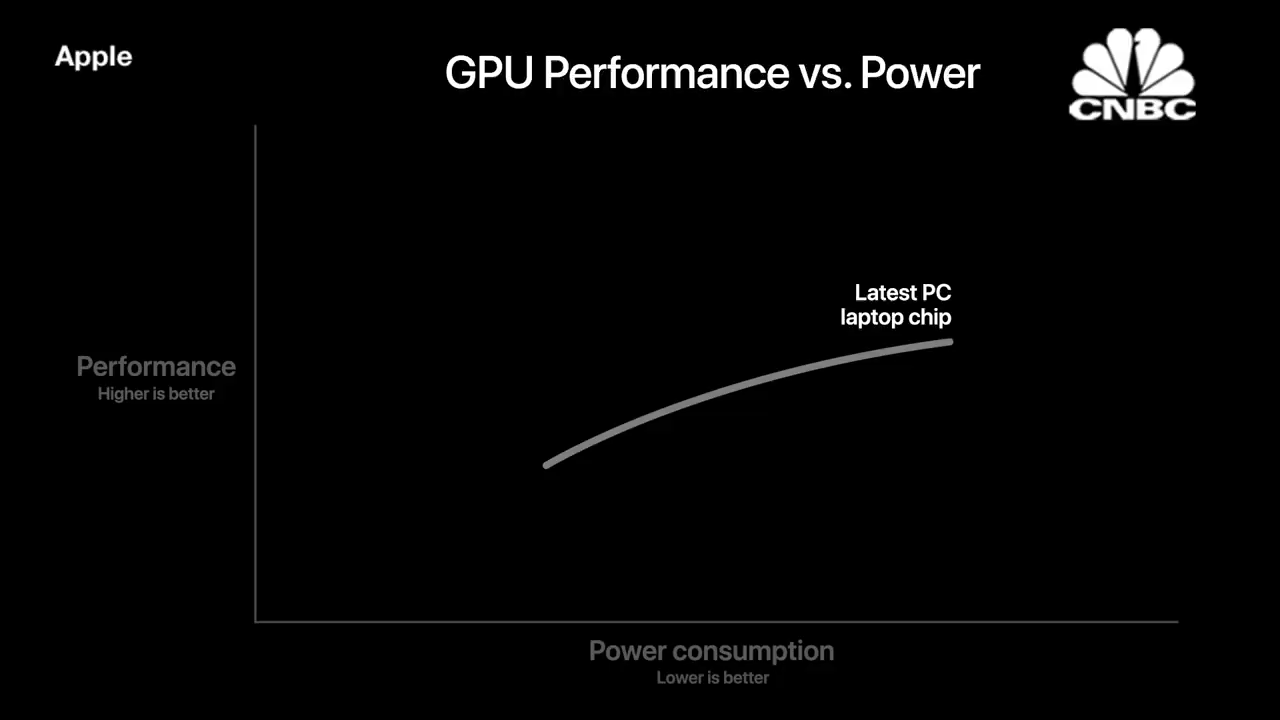 Apple
GPU Performance vs. Power
CNBC
Latest PC
laptop chip
Performance
Higher is better
Power consumption
Lower is better